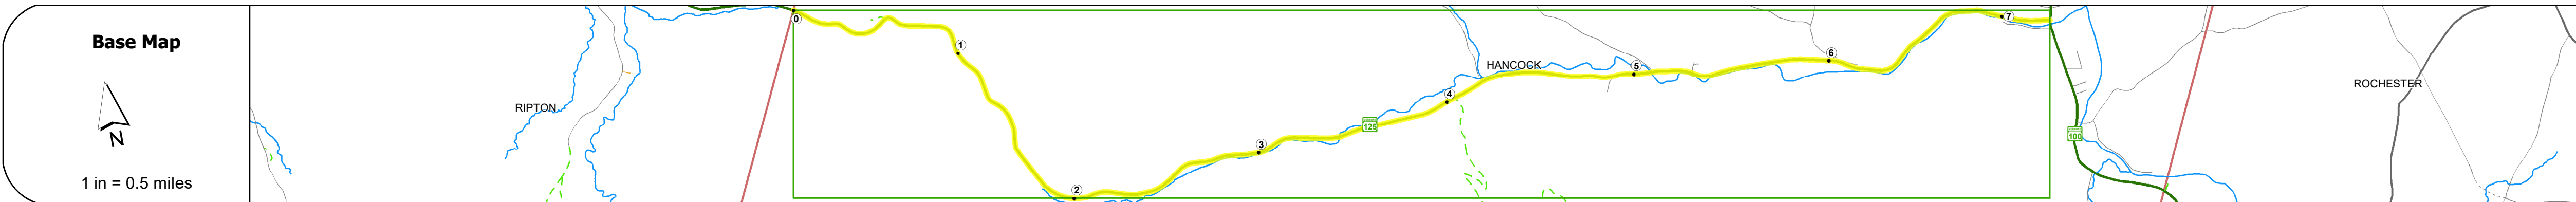 Base Map
N
1 in = 0.5 miles
RIPTON
0
1
2
3
125
4
HANCOCK
5
6
7
100
ROCHESTER